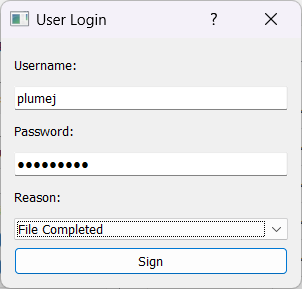 User Login
?
Username:
plumej
Password:
●●●●●●●●●
Reason:
File Completed
Sign